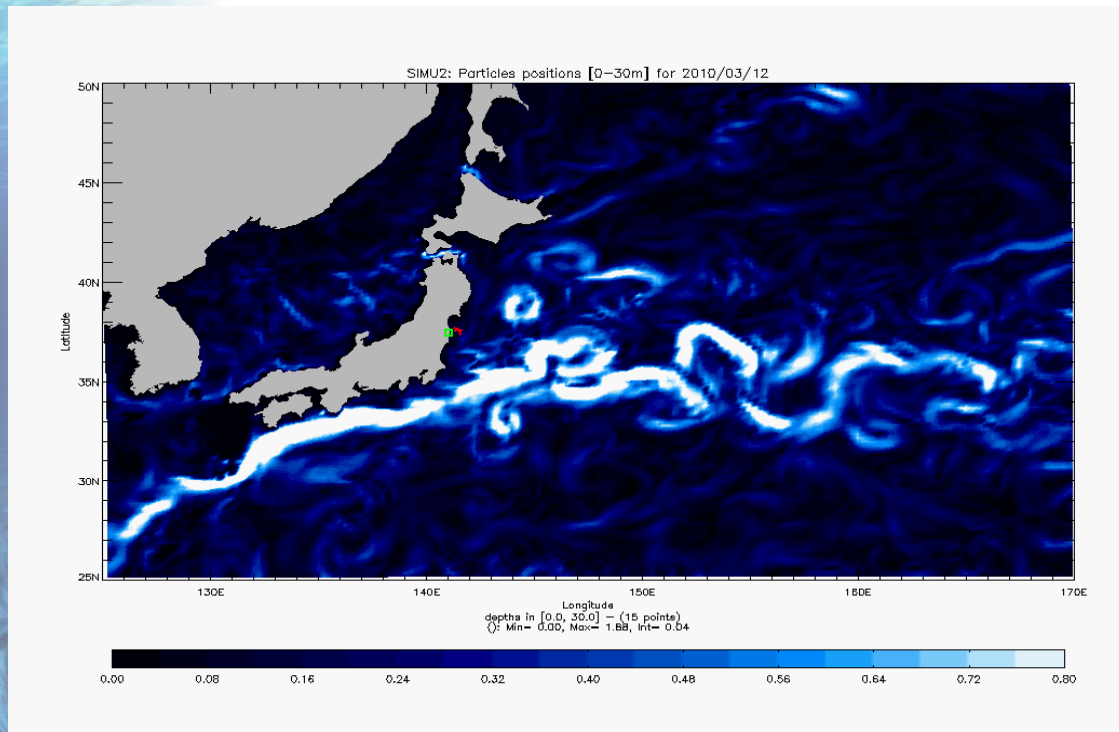 SIMU2: Particles positions [0-30m] for 2010/03/12
50N
45N
40N
Latitude
35N
30N
25N
130E 140E 150E 160E 170E
Longitude
depths in [0.0, 30.0] - (15 points)
(): Min= 0.00, Max= 1.88, Int= 0.04
0.00 0.08 0.16 0.24 0.32 0.40 0.48 0.56 0.64 0.72 0.80